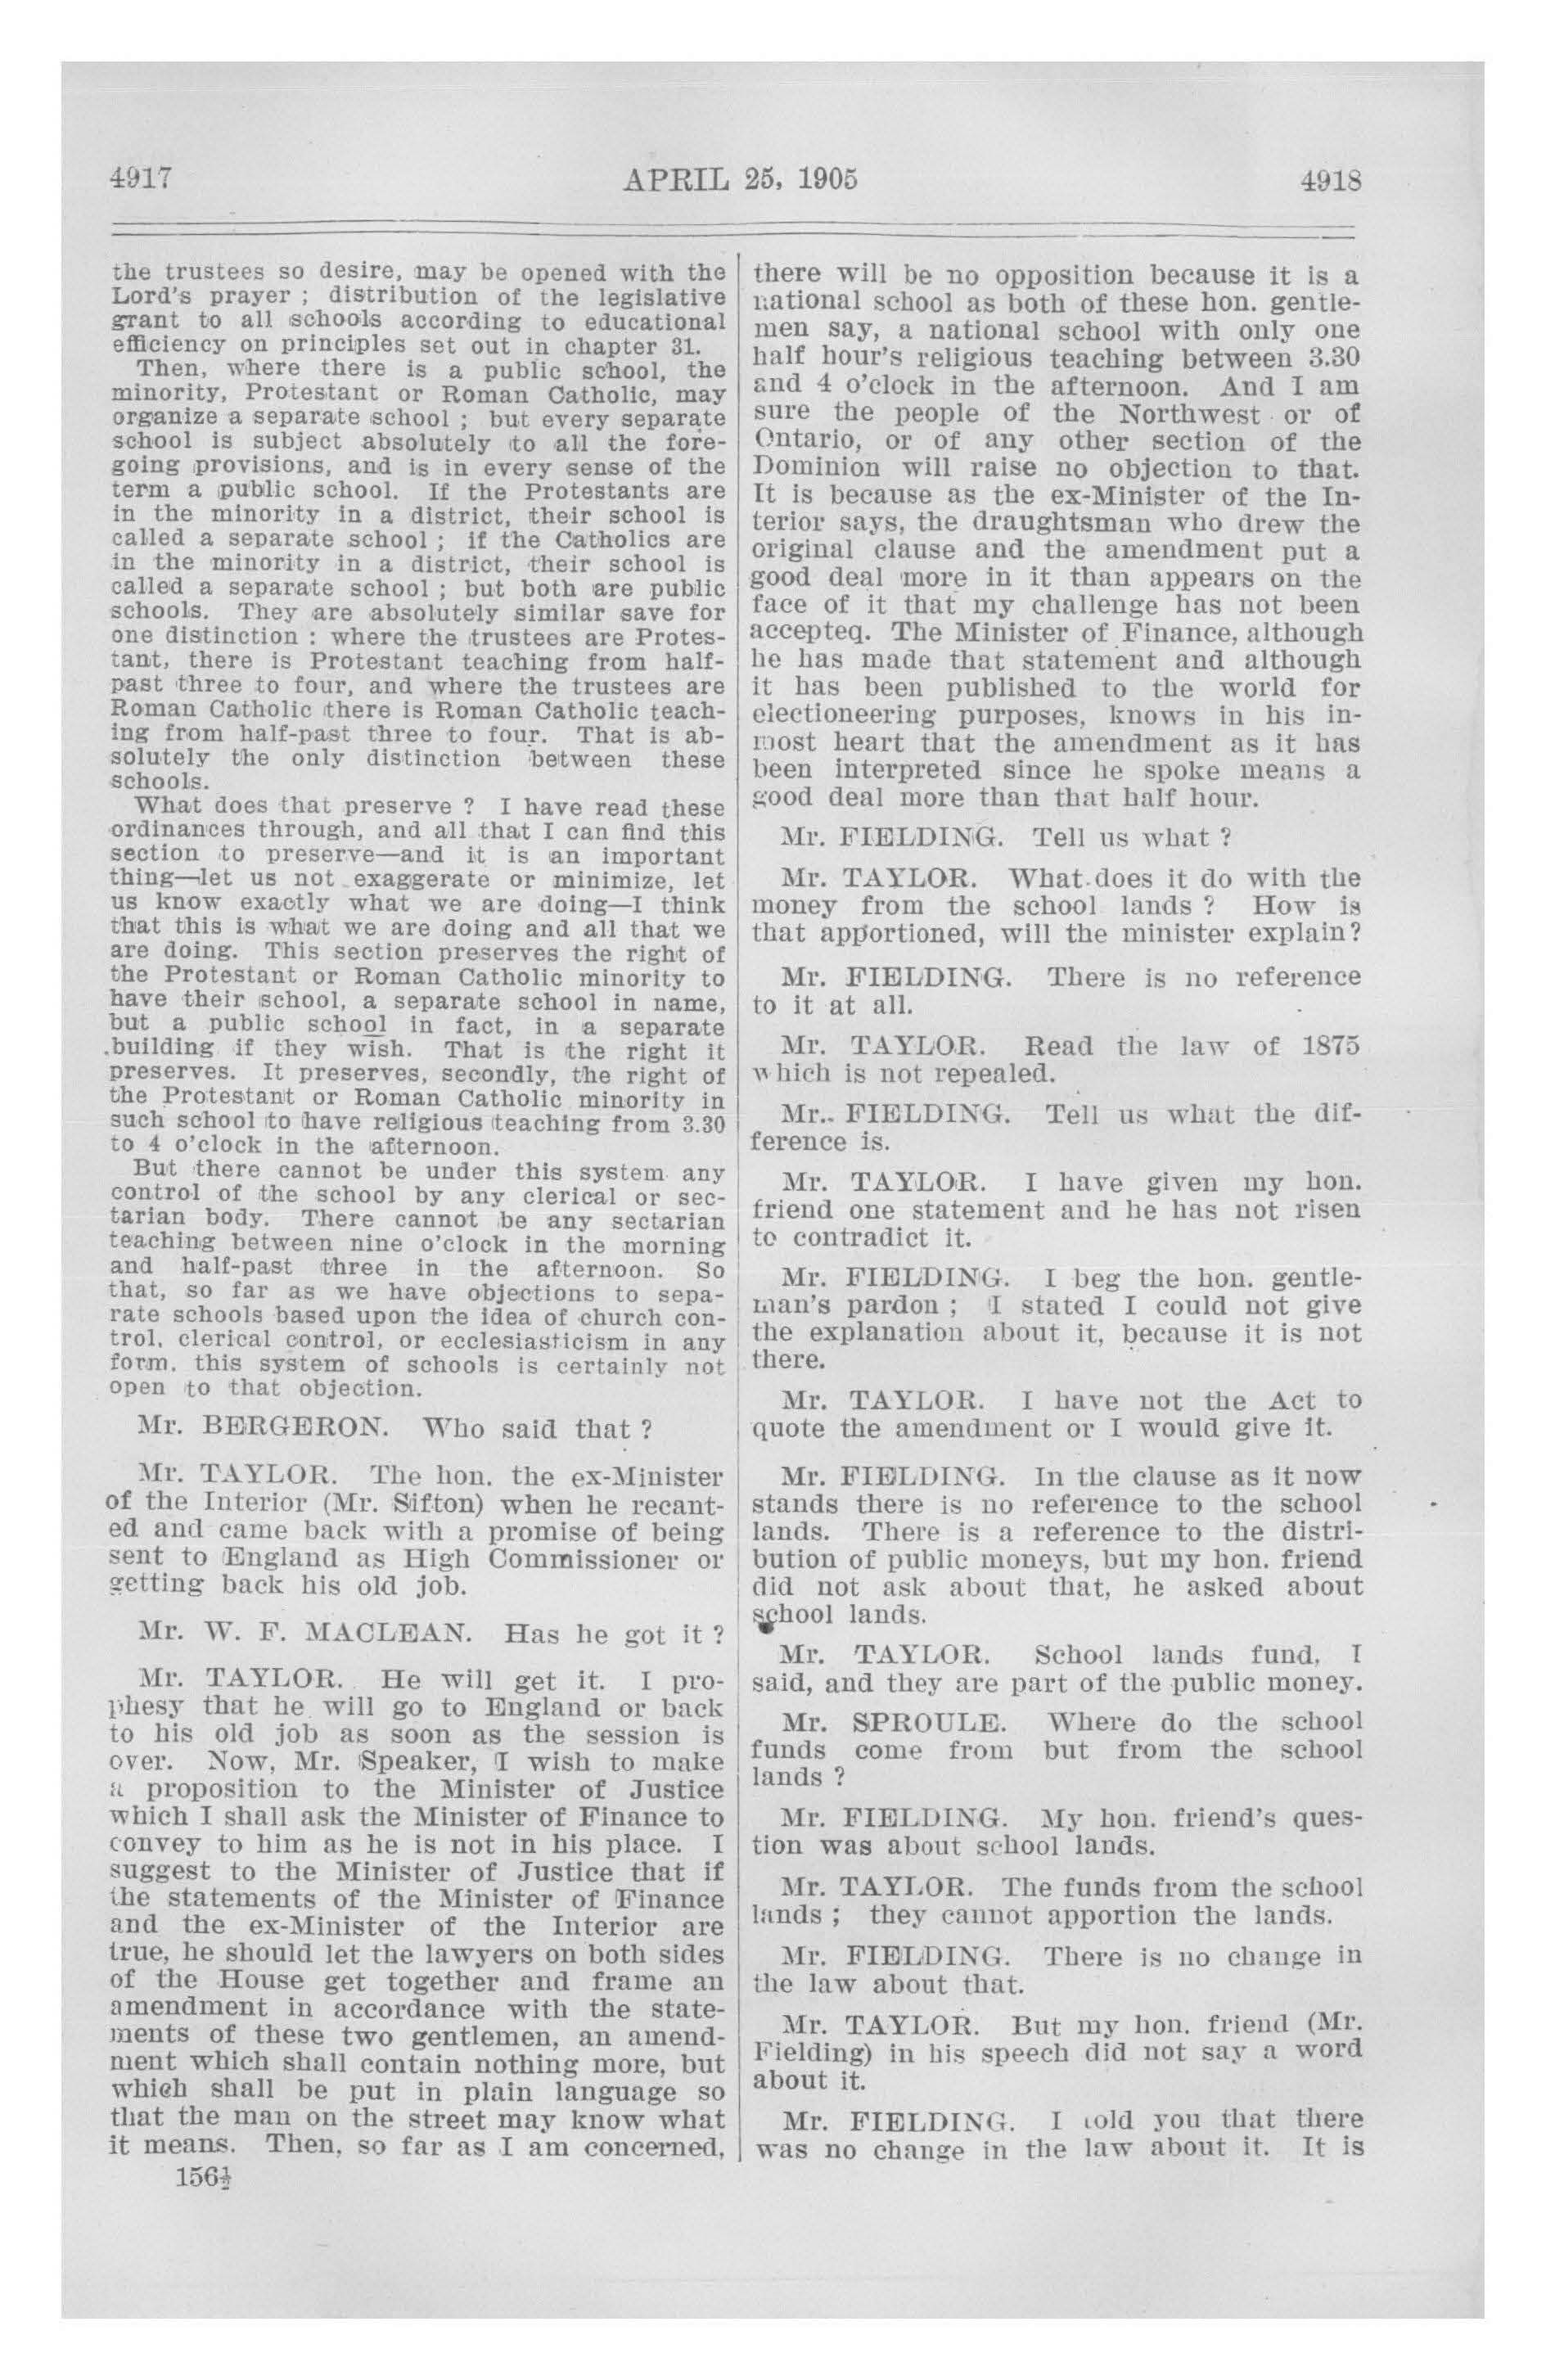 4917
APRIL 25, 1905
4918
the trustees so desire, may be opened with the
Lord's prayer ; distribution of the legislative
grant to all schools according to educational
efficiency on principles set out in chapter 31.
Then, where there is a public school, the
minority, Protestant or Roman Catholic, may
organize a separate school ; but every separate
school is subject absolutely to all the fore-
going provisions, and is in every sense of the
term a public school. If the Protestants are
in the minority in a district, their school is
called a separate school ; if the Catholics are
in the minority in a district, their school is
called a separate school ; but both are public
schools. They are absolutely similar save for
one distinction : where the trustees are Protes-
tant, there is Protestant teaching from half-
past three to four, and where the trustees are
Roman Catholic there is Roman Catholic teach-
ing from half-past three to four. That is ab-
solutely the only distinction between these
schools.
What does that preserve ? I have read these
ordinances through, and all that I can find this
section to preserve—and it is an important
thing—let us not exaggerate or minimize, let
us know exactly what we are doing—I think
that this is what we are doing and all that we
are doing. This section preserves the right of
the Protestant or Roman Catholic minority to
have their school, a separate school in name,
but a public school in fact, in a separate
building if they wish. That is the right it
preserves. It preserves, secondly, the right of
the Protestant or Roman Catholic minority in
such school to have religious teaching from 3.30
to 4 o'clock in the afternoon.
But there cannot be under this system any
control of the school by any clerical or sec-
tarian body. There cannot be any sectarian
teaching between nine o'clock in the morning
and half-past three in the afternoon. So
that, so far as we have objections to sepa-
rate schools based upon the idea of church con-
trol, clerical control, or ecclesiasticism in any
form, this system of schools is certainly not
open to that objection.
Mr. BERGERON. Who said that ?
Mr. TAYLOR. The hon. the ex-Minister
of the Interior (Mr. Sifton) when he recant-
ed and came back with a promise of being
sent to England as High Commissioner or
getting back his old job.
Mr. W. F. MACLEAN. Has he got it ?
Mr. TAYLOR. He will get it. I pro-
phesy that he will go to England or back
to his old job as soon as the session is
over. Now, Mr. Speaker, I wish to make
a proposition to the Minister of Justice
which I shall ask the Minister of Finance to
convey to him as he is not in his place. I
suggest to the Minister of Justice that if
the statements of the Minister of Finance
and the ex-Minister of the Interior are
true, he should let the lawyers on both sides
of the House get together and frame an
amendment in accordance with the state-
ments of these two gentlemen, an amend-
ment which shall contain nothing more, but
which shall be put in plain language so
that the man on the street may know what
it means. Then, so far as I am concerned,
156½
there will be no opposition because it is a
national school as both of these hon. gentle-
men say, a national school with only one
half hour's religious teaching between 3.30
and 4 o'clock in the afternoon. And I am
sure the people of the Northwest or of
Ontario, or of any other section of the
Dominion will raise no objection to that.
It is because as the ex-Minister of the In-
terior says, the draughtsman who drew the
original clause and the amendment put a
good deal more in it than appears on the
face of it that my challenge has not been
accepteq. The Minister of Finance, although
he has made that statement and although
it has been published to the world for
electioneering purposes, knows in his in-
most heart that the amendment as it has
been interpreted since he spoke means a
good deal more than that half hour.
Mr. FIELDING. Tell us what ?
Mr. TAYLOR. What does it do with the
money from the school lands ? How is
that apportioned, will the minister explain?
Mr. FIELDING. There is no reference
to it at all.
Mr. TAYLOR. Read the law of 1875
which is not repealed.
Mr. FIELDING. Tell us what the dif-
ference is.
Mr. TAYLOR. I have given my hon.
friend one statement and he has not risen
to contradict it.
Mr. FIELDING. I beg the hon. gentle-
man's pardon ; I stated I could not give
the explanation about it, because it is not
there.
Mr. TAYLOR. I have not the Act to
quote the amendment or I would give it.
Mr. FIELDING. In the clause as it now
stands there is no reference to the school
lands. There is a reference to the distri-
bution of public moneys, but my hon. friend
did not ask about that, he asked about
school lands.
Mr. TAYLOR. School lands fund, I
said, and they are part of the public money.
Mr. SPROULE. Where do the school
funds come from but from the school
lands ?
Mr. FIELDING. My hon. friend's ques-
tion was about school lands.
Mr. TAYLOR. The funds from the school
lands ; they cannot apportion the lands.
Mr. FIELDING. There is no change in
the law about that.
Mr. TAYLOR. But my hon. friend (Mr.
Fielding) in his speech did not say a word
about it.
Mr. FIELDING. I told you that there
was no change in the law about it. It is